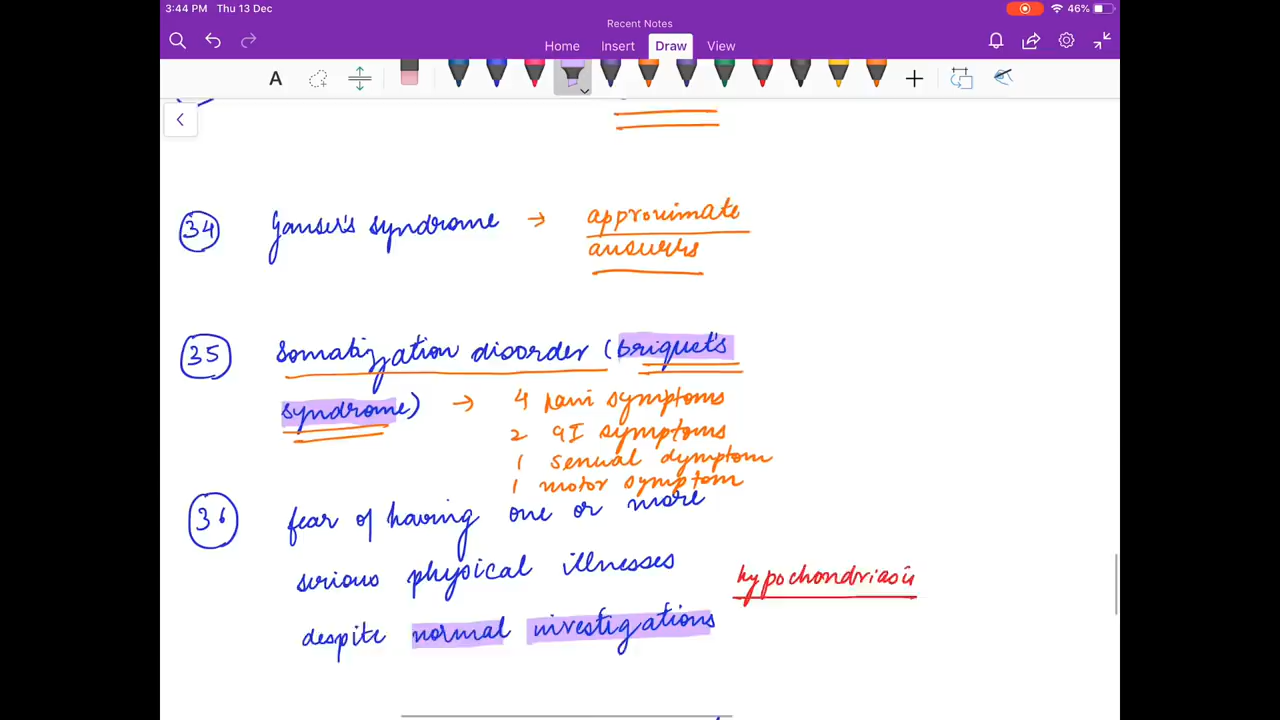 3:44 PM Thu 13 Dec
46%
Recent Notes
Home Insert Draw View
A
34 Ganser's syndrome → approximate
answers
35 Somatization disorder (briquet's
syndrome) → 4 pain symptoms
2 GI symptoms
1 sexual dymptom
1 motor symptom
36 fear of having one or more
serious physical illnesses
despite normal investigations
hypochondriasis